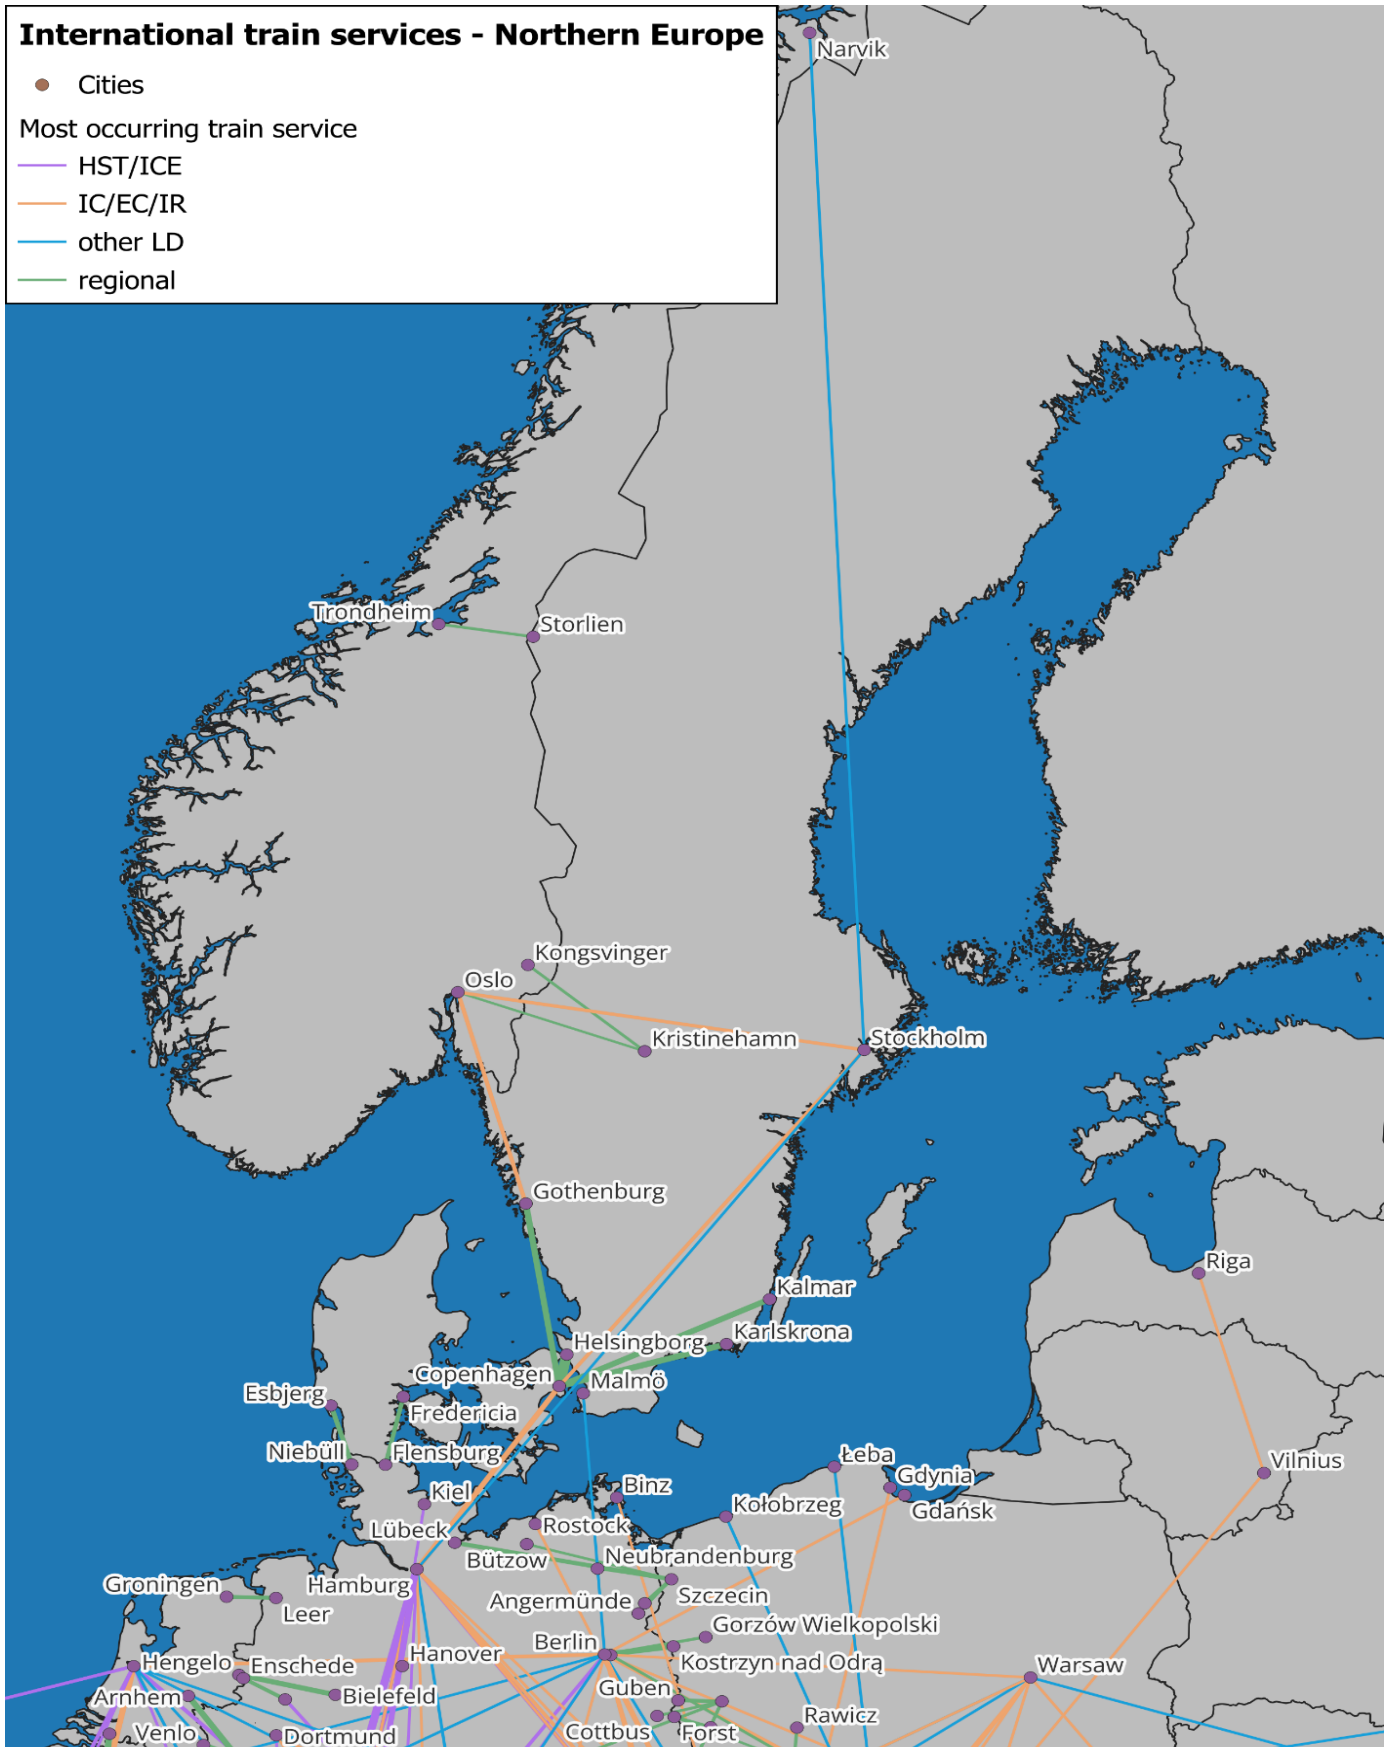 International train services - Northern Europe
Cities
Most occurring train service
HST/ICE
IC/EC/IR
other LD
regional
Narvik
Trondheim
Storlien
Kongsvinger
Oslo
Kristinehamn
Stockholm
Gothenburg
Riga
Kalmar
Karlskrona
Helsingborg
Copenhagen
Malmö
Esbjerg
Fredericia
Niebüll
Flensburg
Vilnius
Łeba
Gdynia
Gdańsk
Kiel
Binz
Kołobrzeg
Lübeck
Rostock
Bützow
Neubrandenburg
Groningen
Hamburg
Leer
Angermünde
Szczecin
Gorzów Wielkopolski
Berlin
Hanover
Kostrzyn nad Odrą
Hengelo
Enschede
Warsaw
Arnhem
Bielefeld
Guben
Venlo
Dortmund
Cottbus
Forst
Rawicz